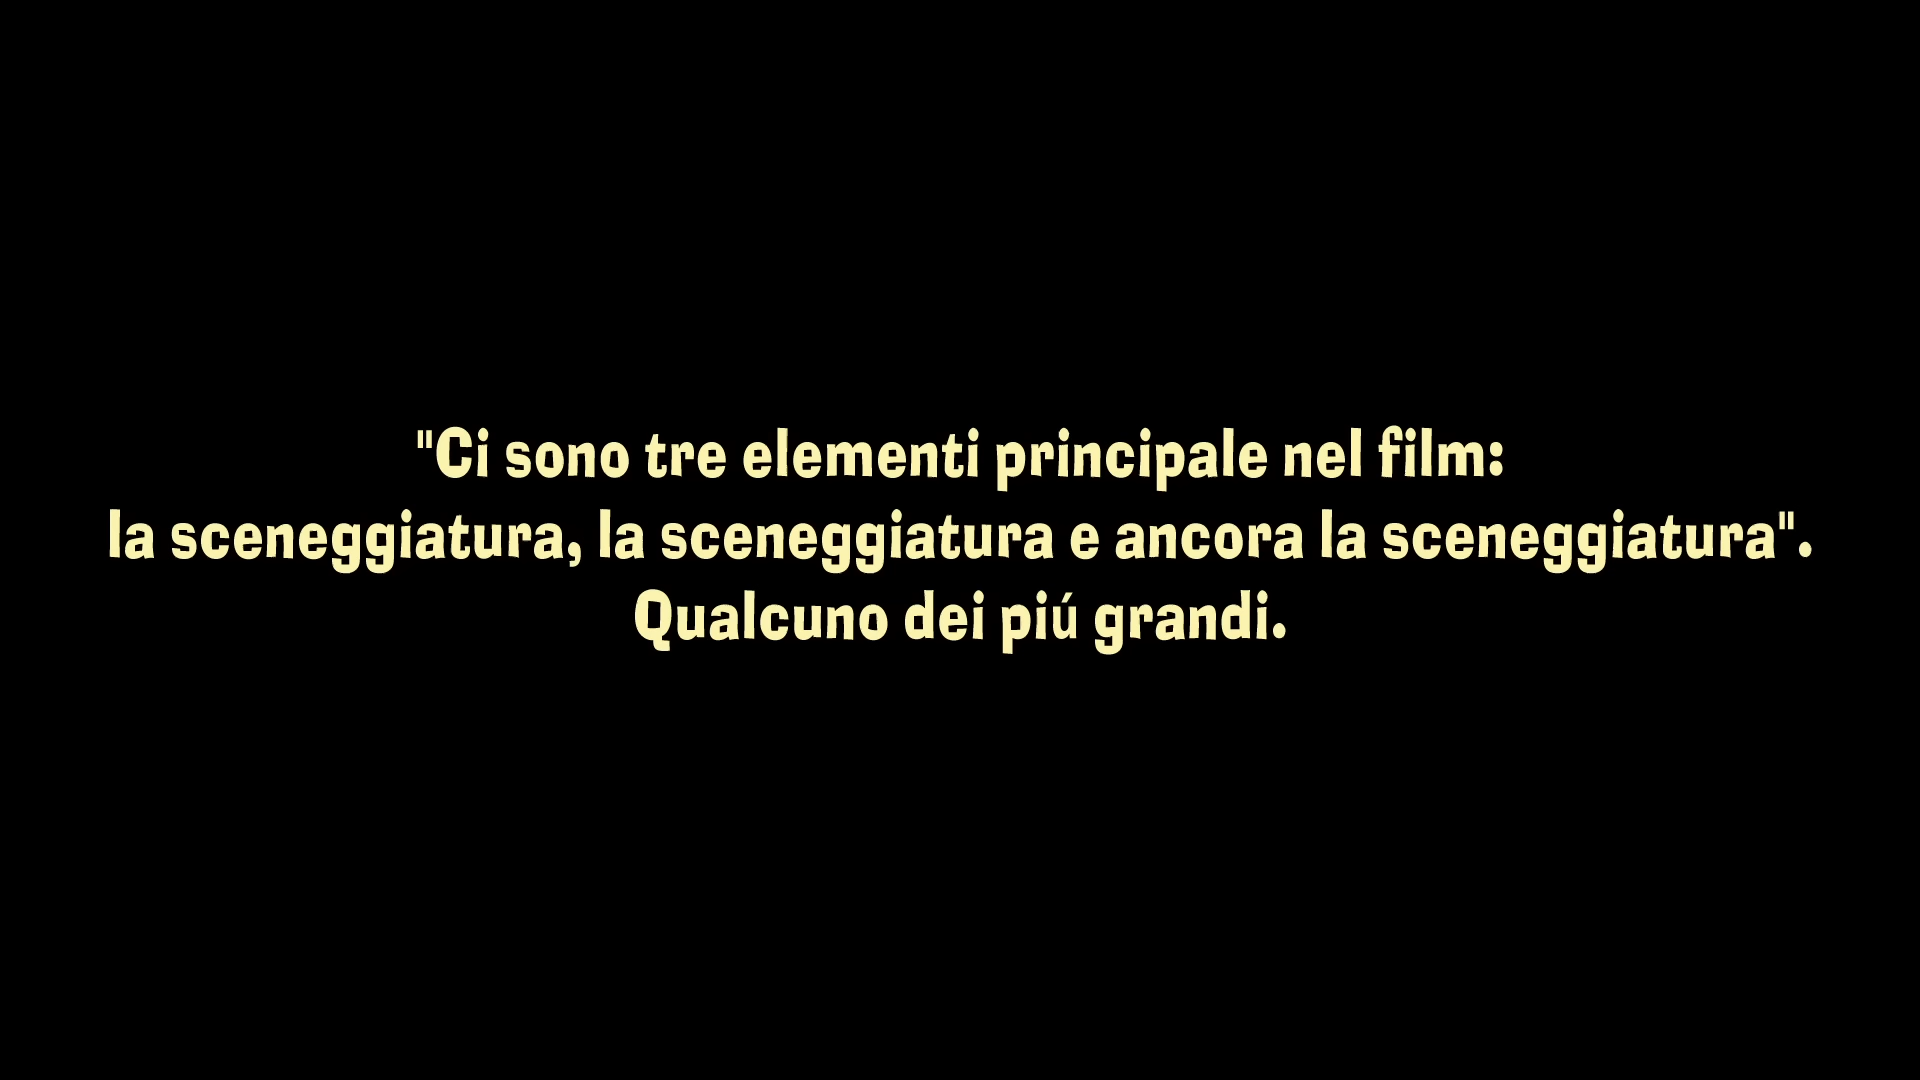 "Ci sono tre elementi principale nel film:
la sceneggiatura, la sceneggiatura e ancora la sceneggiatura".
Qualcuno dei piú grandi.